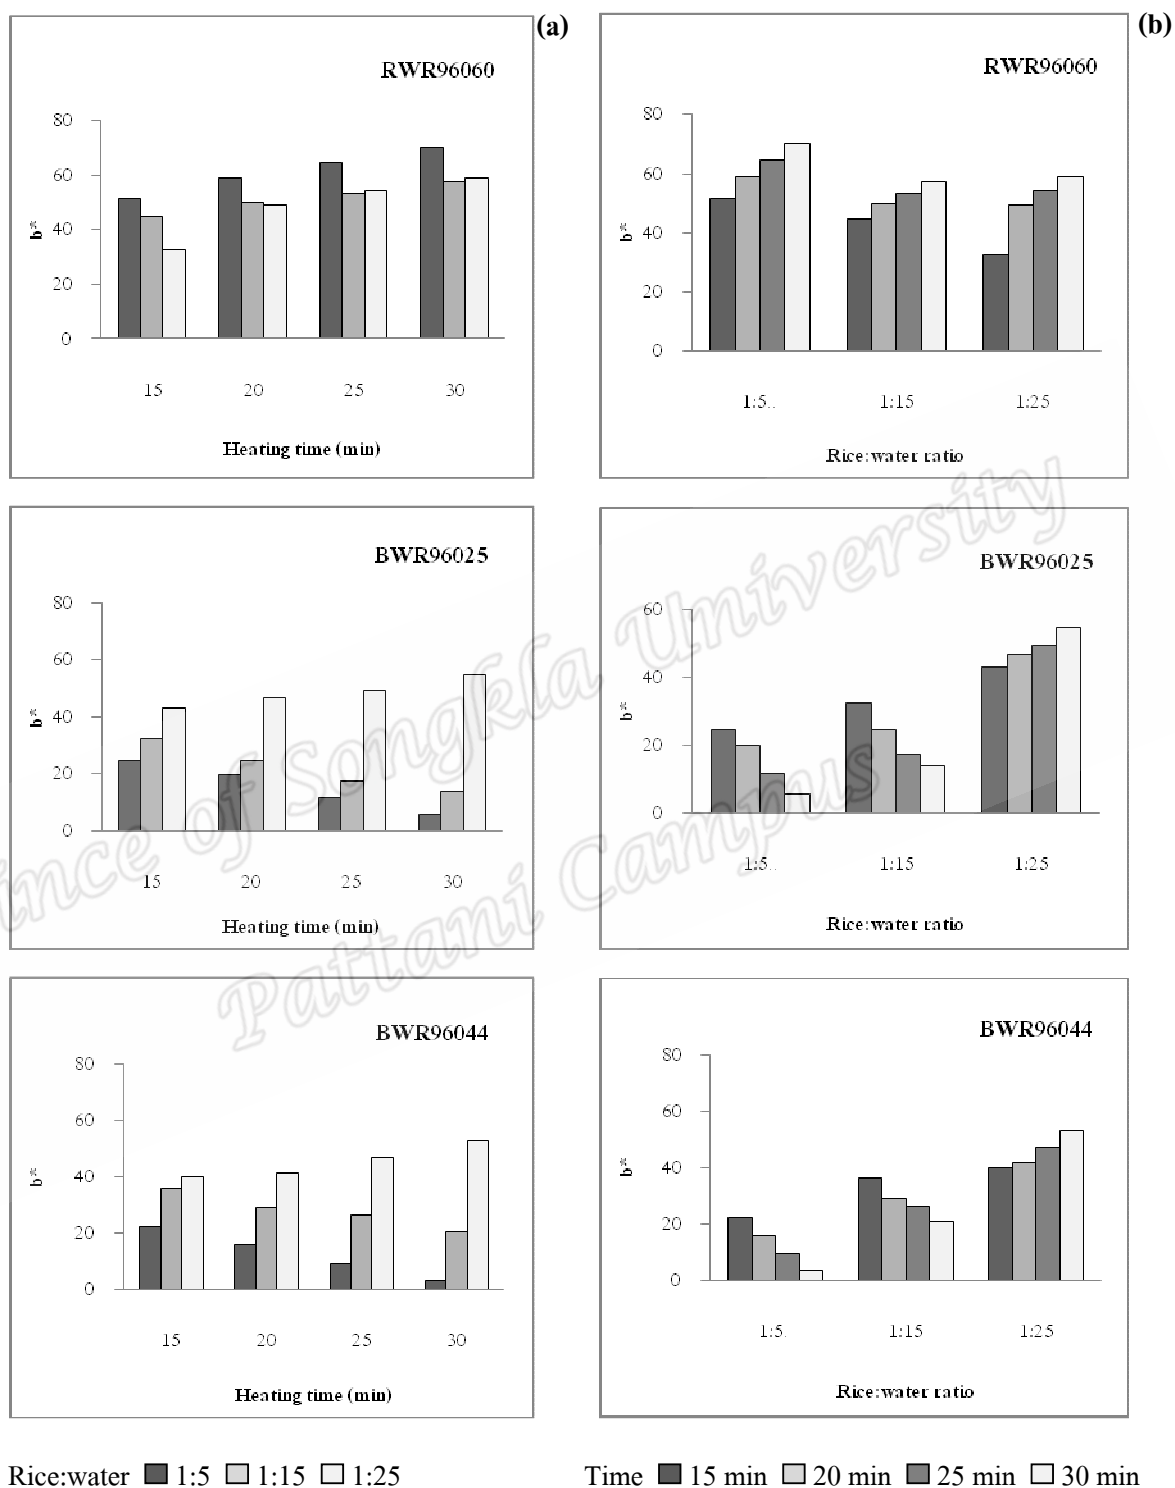 (a)
RWR96060
80
60
40
20
0
b*
15 20 25 30
Heating time (min)
(b)
RWR96060
80
60
40
20
0
b*
1:5.. 1:15 1:25
Rice:water ratio
BWR96025
80
60
40
20
0
b*
15 20 25 30
Heating time (min)
BWR96025
60
40
20
0
b*
1:5.. 1:15 1:25
Rice:water ratio
BWR96044
80
60
40
20
0
b*
15 20 25 30
Heating time (min)
BWR96044
80
60
40
20
0
b*
1:5. 1:15 1:25
Rice:water ratio
Rice:water 1:5 1:15 1:25
Time 15 min 20 min 25 min 30 min
ince of Songkla University
Pattani Campus